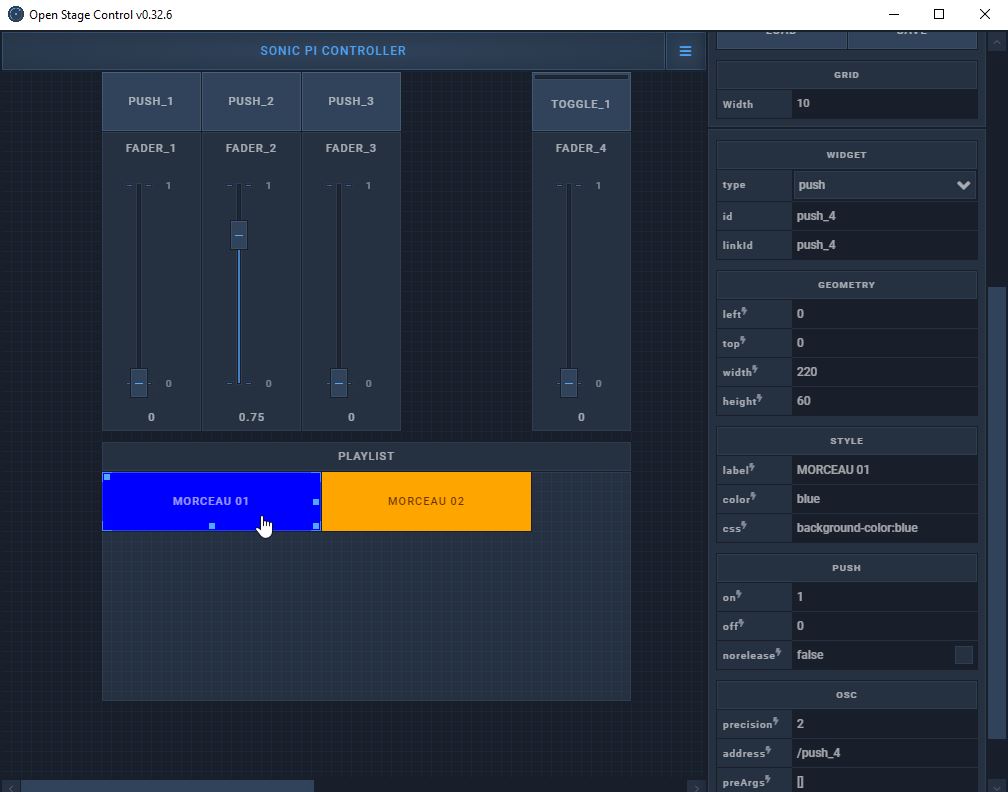 Open Stage Control v0.32.6
SONIC PI CONTROLLER
PUSH_1 PUSH_2 PUSH_3 TOGGLE_1
FADER_1 FADER_2 FADER_3 FADER_4
1 1 1 1
0 0 0 0
0 0.75 0 0
PLAYLIST
MORCEAU 01 MORCEAU 02
LOAD SAVE
GRID
Width 10
WIDGET
type push
id push_4
linkId push_4
GEOMETRY
left 0
top 0
width 220
height 60
STYLE
label MORCEAU 01
color blue
css background-color:blue
PUSH
on 1
off 0
norelease false
OSC
precision 2
address /push_4
preArgs []